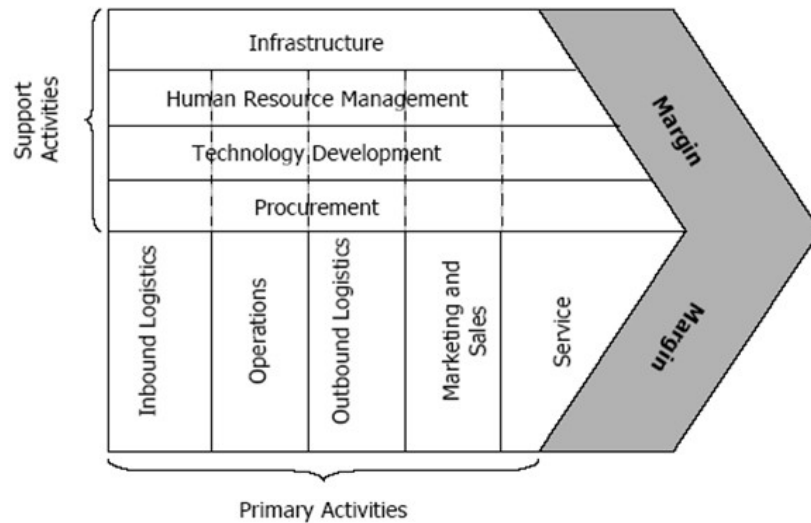 Support
Activities
Infrastructure
Human Resource Management
Technology Development
Procurement
Inbound Logistics
Operations
Outbound Logistics
Marketing and
Sales
Service
Margin
Margin
Primary Activities